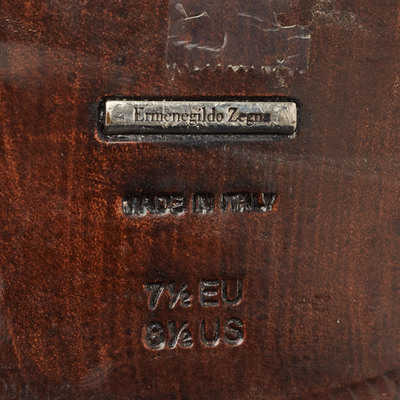 Ermenegildo Zegna
MADE IN ITALY
7½ EU
8½ US